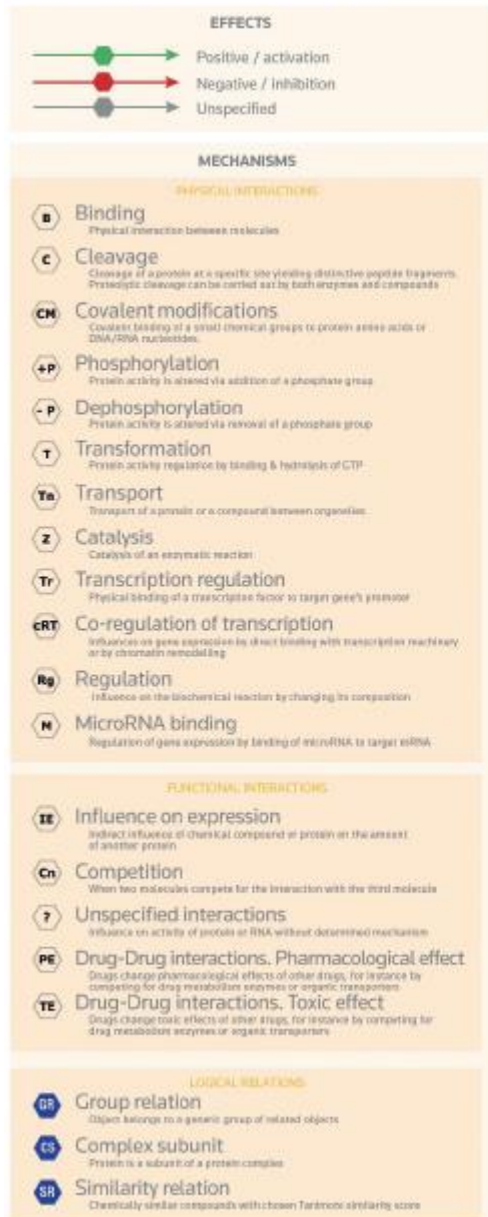 EFFECTS
Positive / activation
Negative / inhibition
Unspecified
MECHANISMS
PHYSICAL INTERACTIONS
B Binding
Physical interaction between molecules
C Cleavage
Cleavage of a protein at a specific site yielding distinctive peptide fragments.
Proteolytic cleavage can be carried out by both enzymes and compounds
CM Covalent modifications
Covalent binding of a small chemical groups to protein amino acids or
DNA/RNA nucleotides.
+P Phosphorylation
Protein activity is altered via addition of a phosphate group
- P Dephosphorylation
Protein activity is altered via removal of a phosphate group
T Transformation
Protein activity regulation by binding & hydrolysis of GTP
Tn Transport
Transport of a protein or a compound between organelles
Z Catalysis
Catalysis of an enzymatic reaction
Tr Transcription regulation
Physical binding of a transcription factor to target gene's promoter
cRT Co-regulation of transcription
Influences on gene expression by direct binding with transcription machinery
or by chromatin remodelling
Rg Regulation
Influence on the biochemical reaction by changing its composition
M MicroRNA binding
Regulation of gene expression by binding of microRNA to target mRNA
FUNCTIONAL INTERACTIONS
IE Influence on expression
Indirect influence of chemical compound or protein on the amount
of another protein
Cn Competition
When two molecules compete for the interaction with the third molecule
? Unspecified interactions
Influence on activity of protein or RNA without determined mechanism
PE Drug-Drug interactions. Pharmacological effect
Drugs change pharmacological effects of other drugs, for instance by
competing for drug metabolism enzymes or organic transporters
TE Drug-Drug interactions. Toxic effect
Drugs change toxic effects of other drugs, for instance by competing for
drug metabolism enzymes or organic transporters
LOGICAL RELATIONS
GR Group relation
Object belongs to a generic group of related objects
CS Complex subunit
Protein is a subunit of a protein complex
SR Similarity relation
Chemically similar compounds with chosen Tanimoto similarity score